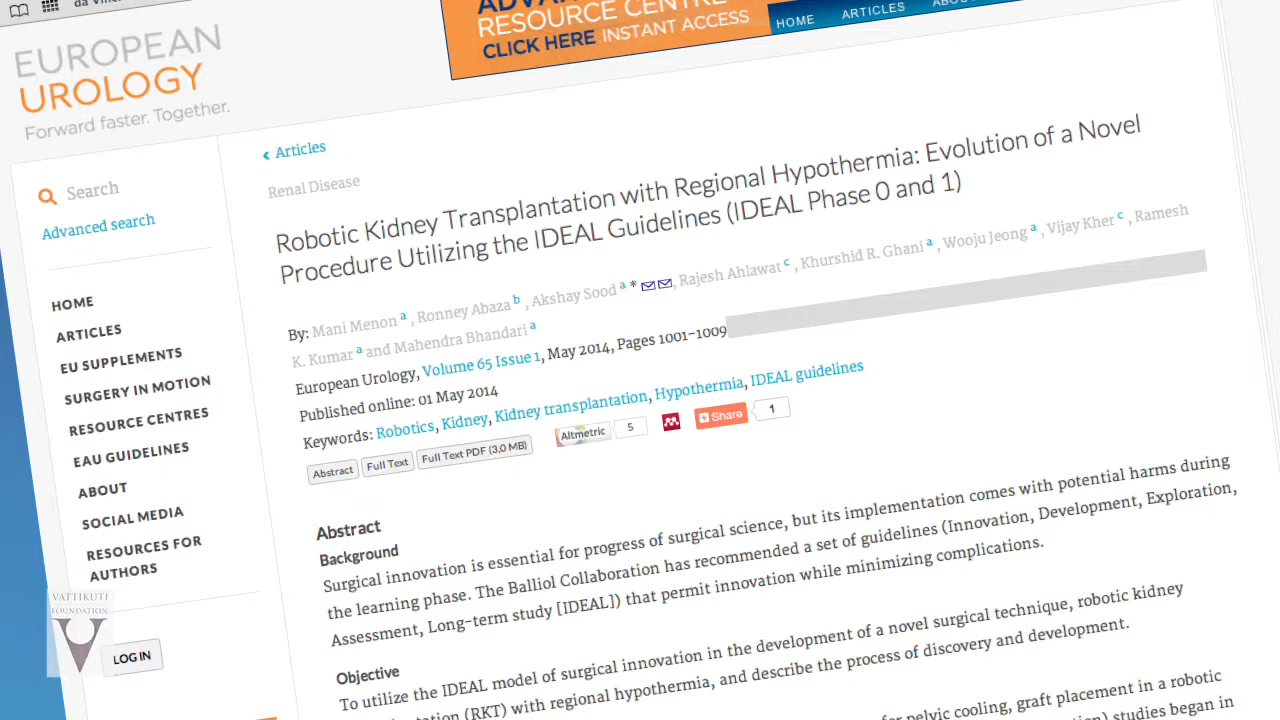 ADVAN
RESOURCE CENTRE
CLICK HERE INSTANT ACCESS
HOME
ARTICLES
EUROPEAN
UROLOGY
Forward faster. Together.
Search
Advanced search
HOME
ARTICLES
EU SUPPLEMENTS
SURGERY IN MOTION
RESOURCE CENTRES
EAU GUIDELINES
ABOUT
SOCIAL MEDIA
RESOURCES FOR
AUTHORS
VATTIKUTI
FOUNDATION
LOG IN
‹ Articles
Renal Disease
Robotic Kidney Transplantation with Regional Hypothermia: Evolution of a Novel
Procedure Utilizing the IDEAL Guidelines (IDEAL Phase 0 and 1)
By: Mani Menon a , Ronney Abaza b , Akshay Sood a * , Rajesh Ahlawat c , Khurshid R. Ghani a , Wooju Jeong a , Vijay Kher c , Ramesh
K. Kumar a and Mahendra Bhandari a
European Urology, Volume 65 Issue 1, May 2014, Pages 1001-1009
Published online: 01 May 2014
Keywords: Robotics, Kidney, Kidney transplantation, Hypothermia, IDEAL guidelines
Abstract Full Text Full Text PDF (3,0 MB) Altmetric 5 Share 1
Abstract
Background
Surgical innovation is essential for progress of surgical science, but its implementation comes with potential harms during
the learning phase. The Balliol Collaboration has recommended a set of guidelines (Innovation, Development, Exploration,
Assessment, Long-term study [IDEAL]) that permit innovation while minimizing complications.
Objective
To utilize the IDEAL model of surgical innovation in the development of a novel surgical technique, robotic kidney
(RKT) with regional hypothermia, and describe the process of discovery and development.
pelvic cooling, graft placement in a robotic
studies began in